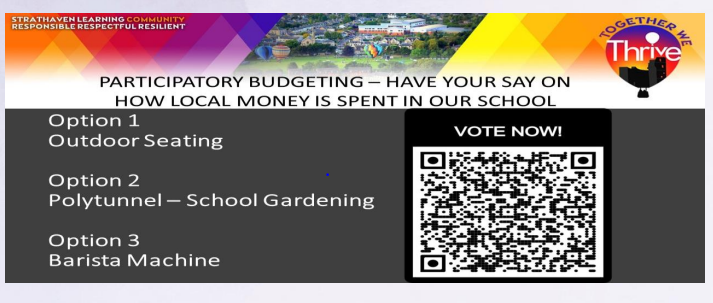 STRATHAVEN LEARNING COMMUNITY
RESPONSIBLE RESPECTFUL RESILIENT
TOGETHER WE
Thrive
PARTICIPATORY BUDGETING – HAVE YOUR SAY ON
HOW LOCAL MONEY IS SPENT IN OUR SCHOOL
Option 1
Outdoor Seating
Option 2
Polytunnel – School Gardening
Option 3
Barista Machine
VOTE NOW!